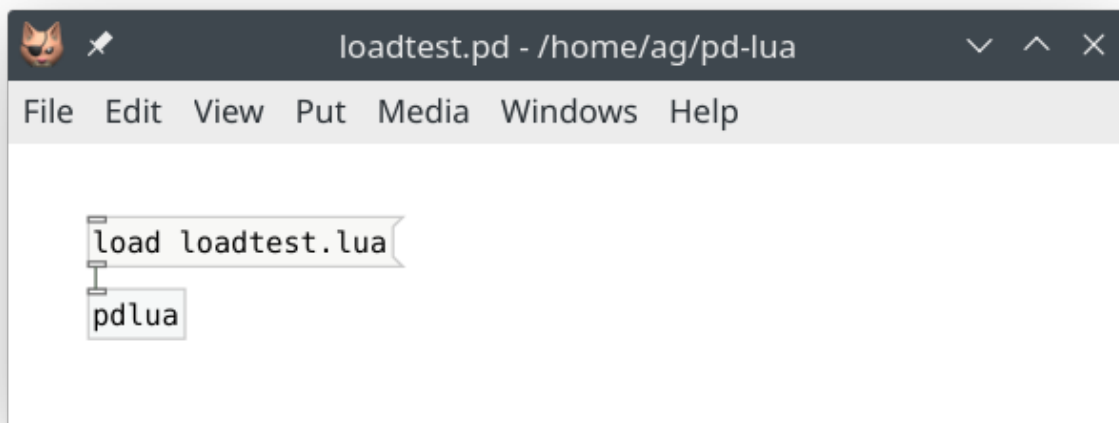 loadtest.pd - /home/ag/pd-lua
File Edit View Put Media Windows Help
load loadtest.lua
pdlua